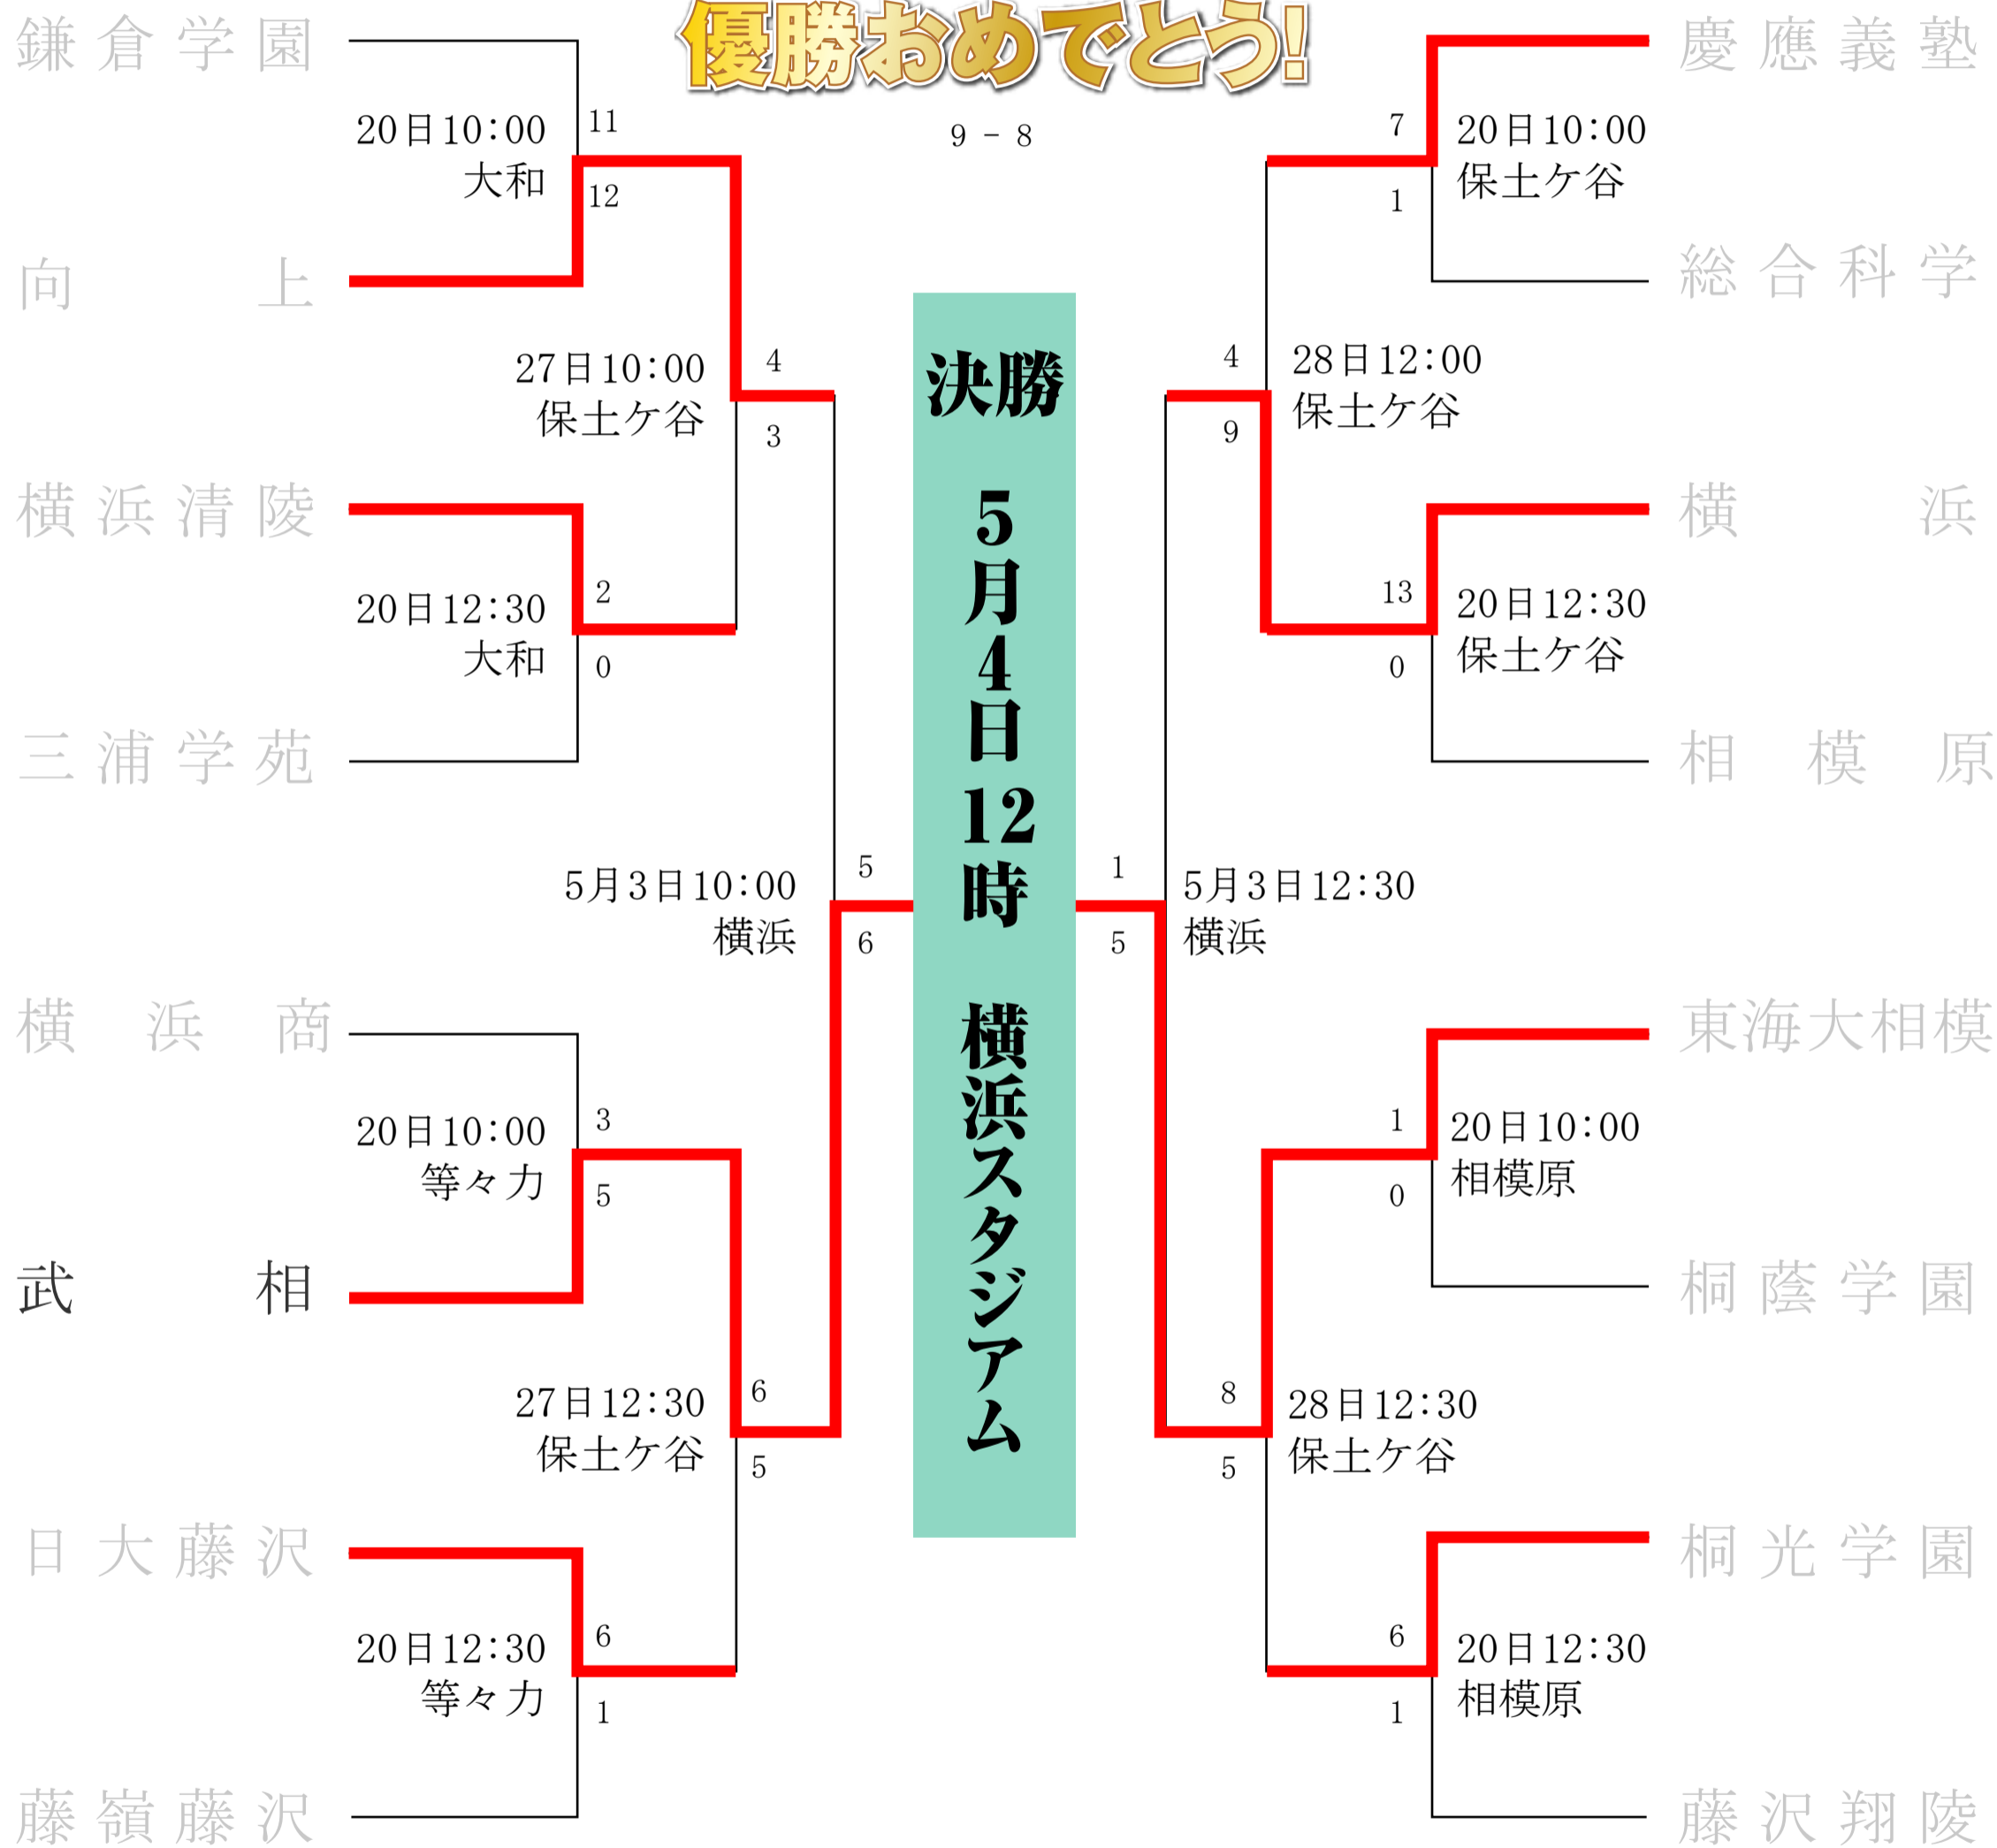 優勝おめでとう!
9 - 8
鎌倉学園
20日10:00
大和
11
12
向上
27日10:00
保土ケ谷
4
3
横浜清陵
20日12:30
大和
2
0
三浦学苑
5月3日10:00
横浜
5
6
横浜商
20日10:00
等々力
3
5
武相
27日12:30
保土ケ谷
6
5
日大藤沢
20日12:30
等々力
6
1
藤嶺藤沢
決勝
5月4日12時 横浜スタジアム
慶應義塾
7
1
20日10:00
保土ケ谷
総合科学
4
9
28日12:00
保土ケ谷
横浜
13
0
20日12:30
保土ケ谷
相模原
1
5
5月3日12:30
横浜
東海大相模
1
0
20日10:00
相模原
桐蔭学園
8
5
28日12:30
保土ケ谷
桐光学園
6
1
20日12:30
相模原
藤沢翔陵